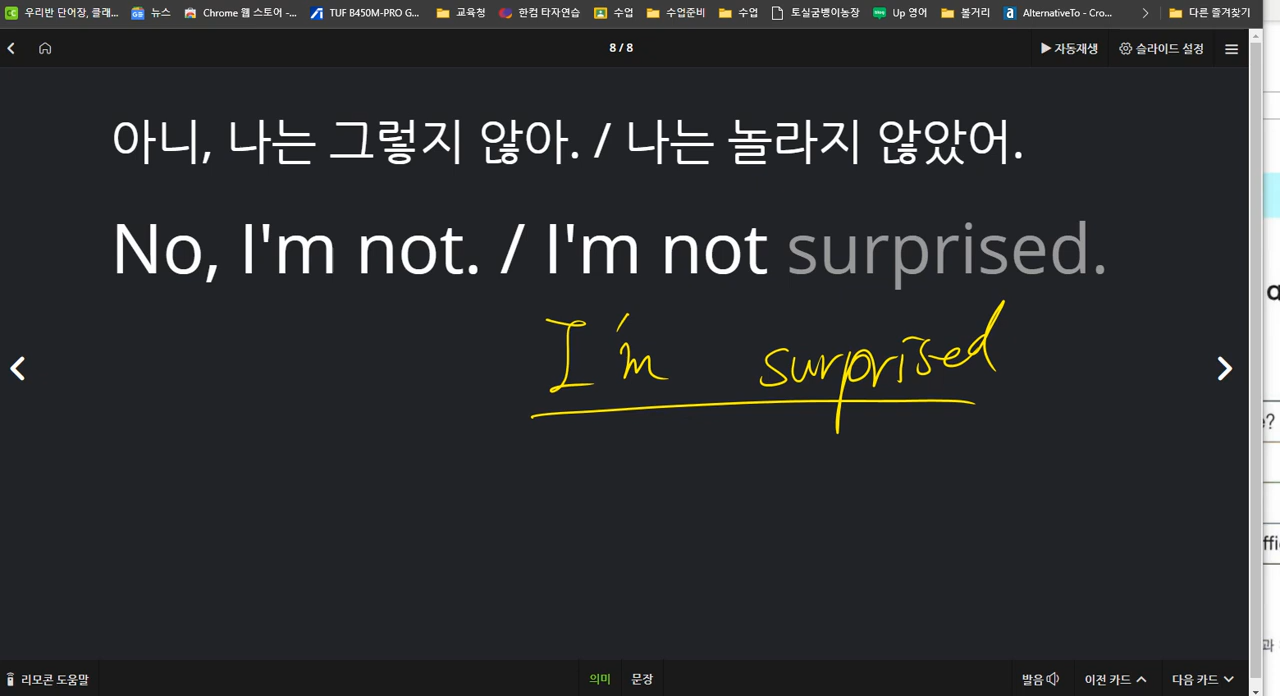 우리반 단어장, 클래... 뉴스 Chrome 웹 스토어 -... TUF B450M-PRO G... 교육청 한컴 타자연습 수업 수업준비 수업 토실굼벵이농장 Up 영어 볼거리 AlternativeTo - Cro... 다른 즐겨찾기
8 / 8 자동재생 슬라이드 설정
아니, 나는 그렇지 않아. / 나는 놀라지 않았어.
No, I'm not. / I'm not surprised.
I'm surprised
리모콘 도움말 의미 문장 발음 이전 카드 다음 카드